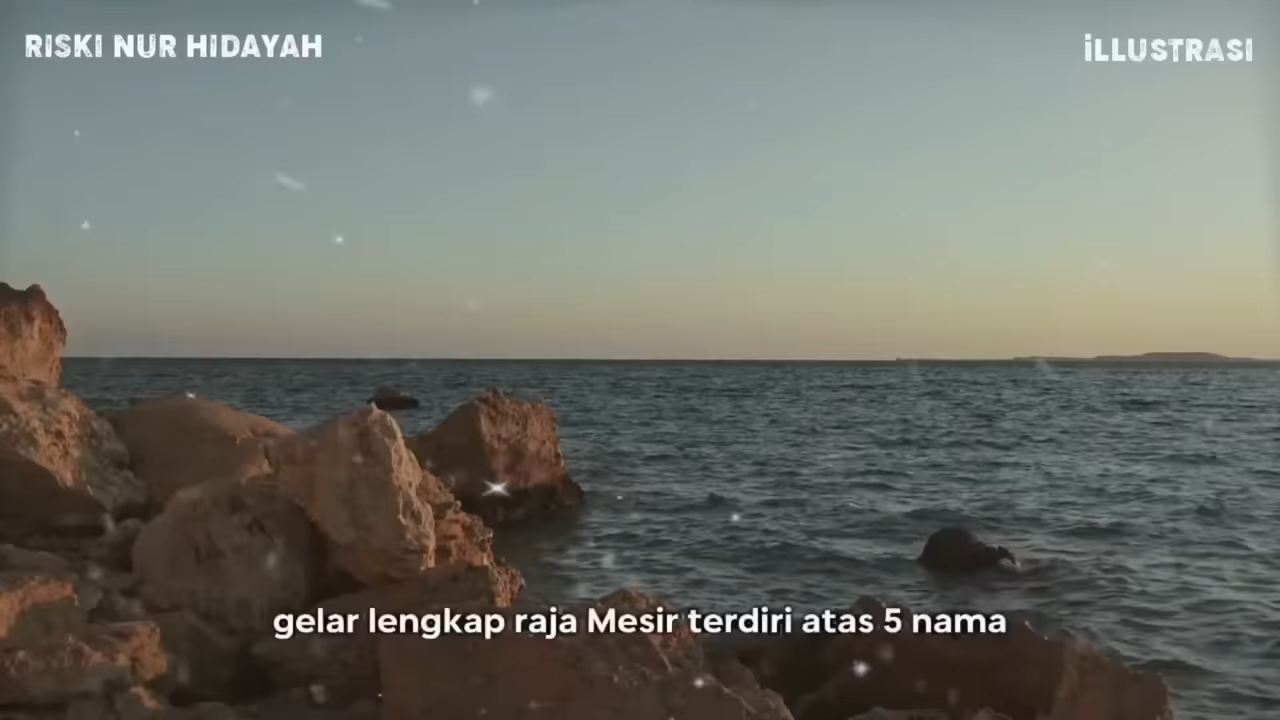 RISKI NUR HIDAYAH
İLLUSTRASI
gelar lengkap raja Mesir terdiri atas 5 nama